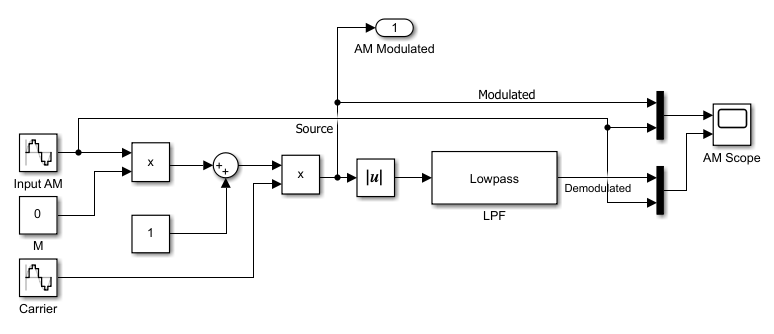 1
AM Modulated
Modulated
Source
AM Scope
Input AM
x
+
+
x
|u|
Lowpass
Demodulated
LPF
0
M
1
Carrier